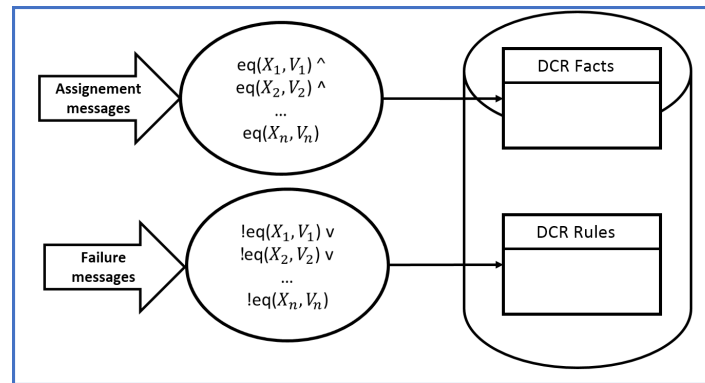 Assignement
messages
eq(X₁, V₁) ^
eq(X₂, V₂) ^
...
eq(Xₙ, Vₙ)
DCR Facts
Failure
messages
!eq(X₁, V₁) v
!eq(X₂, V₂) v
...
!eq(Xₙ, Vₙ)
DCR Rules